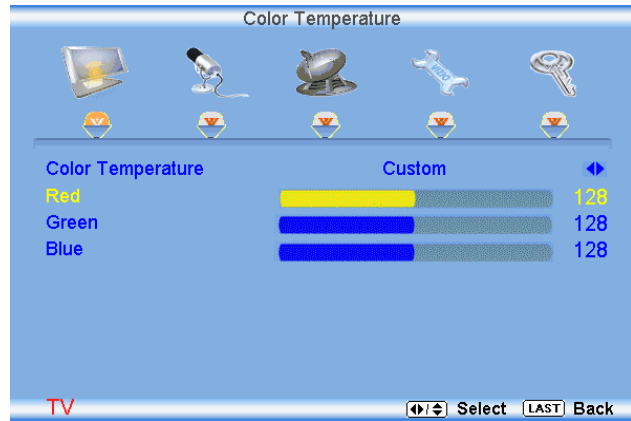 Color Temperature
Color Temperature Custom
Red 128
Green 128
Blue 128
TV Select LAST Back